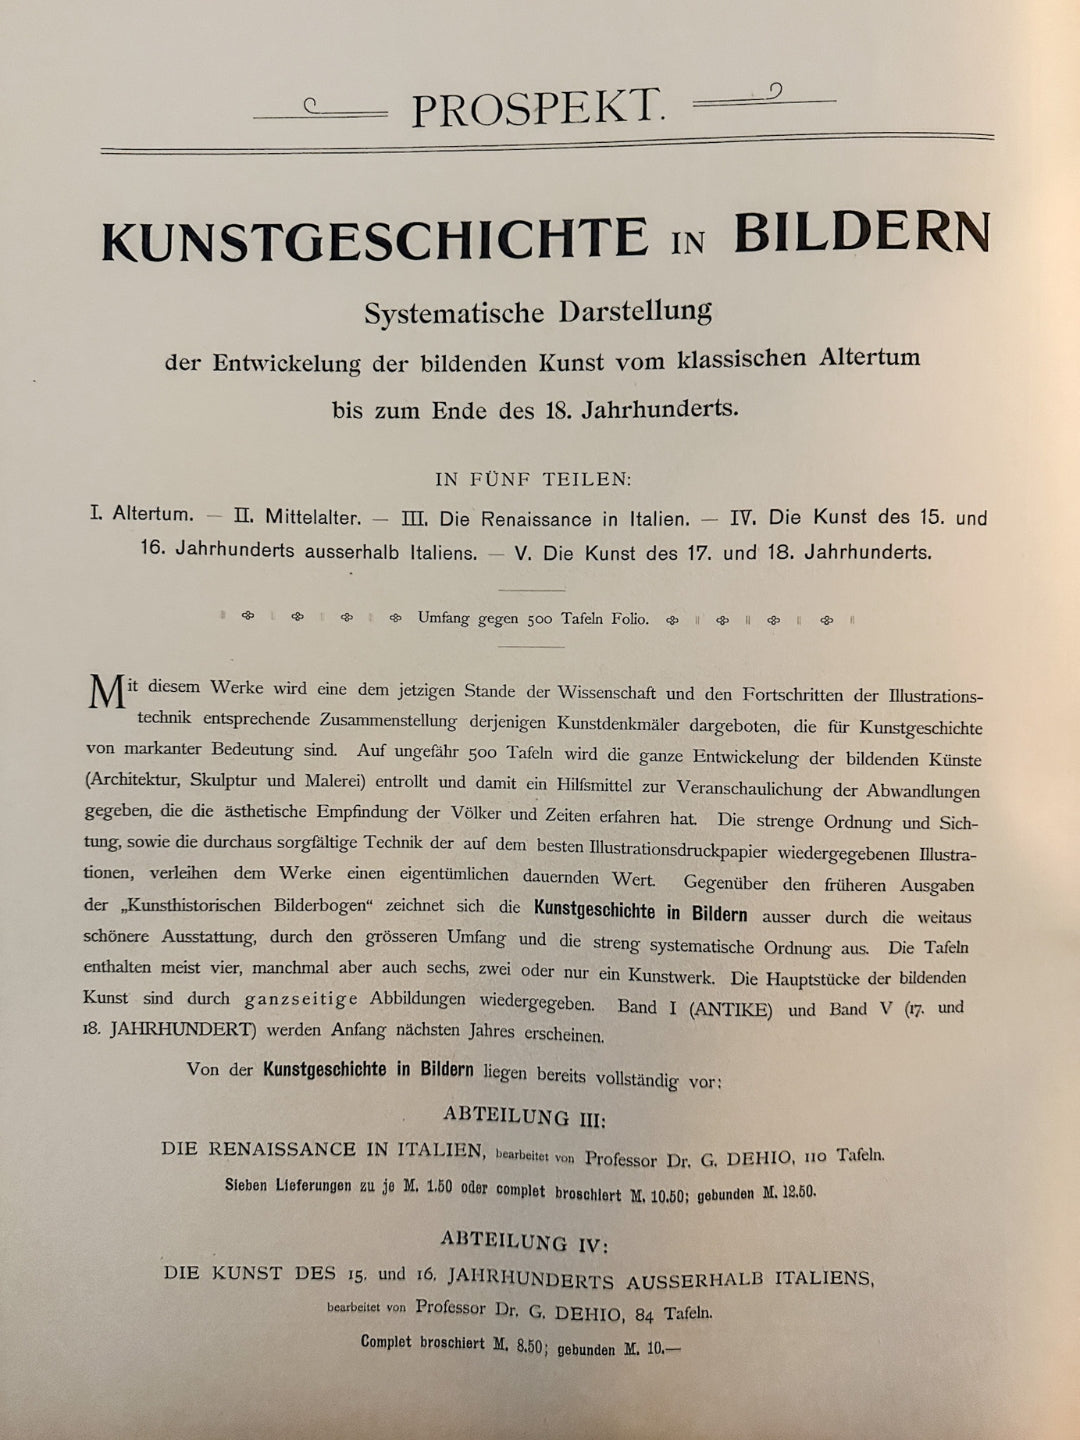 PROSPEKT.
KUNSTGESCHICHTE IN BILDERN
Systematische Darstellung
der Entwickelung der bildenden Kunst vom klassischen Altertum
bis zum Ende des 18. Jahrhunderts.
IN FÜNF TEILEN:
I. Altertum. — II. Mittelalter. — III. Die Renaissance in Italien. — IV. Die Kunst des 15. und
16. Jahrhunderts ausserhalb Italiens. — V. Die Kunst des 17. und 18. Jahrhunderts.
Umfang gegen 500 Tafeln Folio.
Mit diesem Werke wird eine dem jetzigen Stande der Wissenschaft und den Fortschritten der Illustrations-
technik entsprechende Zusammenstellung derjenigen Kunstdenkmäler dargeboten, die für Kunstgeschichte
von markanter Bedeutung sind. Auf ungefähr 500 Tafeln wird die ganze Entwickelung der bildenden Künste
(Architektur, Skulptur und Malerei) entrollt und damit ein Hilfsmittel zur Veranschaulichung der Abwandlungen
gegeben, die die ästhetische Empfindung der Völker und Zeiten erfahren hat. Die strenge Ordnung und Sich-
tung, sowie die durchaus sorgfältige Technik der auf dem besten Illustrationsdruckpapier wiedergegebenen Illustra-
tionen, verleihen dem Werke einen eigentümlichen dauernden Wert. Gegenüber den früheren Ausgaben
der „Kunsthistorischen Bilderbogen“ zeichnet sich die Kunstgeschichte in Bildern ausser durch die weitaus
schönere Ausstattung, durch den grösseren Umfang und die streng systematische Ordnung aus. Die Tafeln
enthalten meist vier, manchmal aber auch sechs, zwei oder nur ein Kunstwerk. Die Hauptstücke der bildenden
Kunst sind durch ganzseitige Abbildungen wiedergegeben. Band I (ANTIKE) und Band V (17. und
18. JAHRHUNDERT) werden Anfang nächsten Jahres erscheinen.
Von der Kunstgeschichte in Bildern liegen bereits vollständig vor:
ABTEILUNG III:
DIE RENAISSANCE IN ITALIEN, bearbeitet von Professor Dr. G. DEHIO, 110 Tafeln.
Sieben Lieferungen zu je M. 1.50 oder complet broschiert M. 10.50; gebunden M. 12.50.
ABTEILUNG IV:
DIE KUNST DES 15. und 16. JAHRHUNDERTS AUSSERHALB ITALIENS,
bearbeitet von Professor Dr. G. DEHIO, 84 Tafeln.
Complet broschiert M. 8.50; gebunden M. 10.—